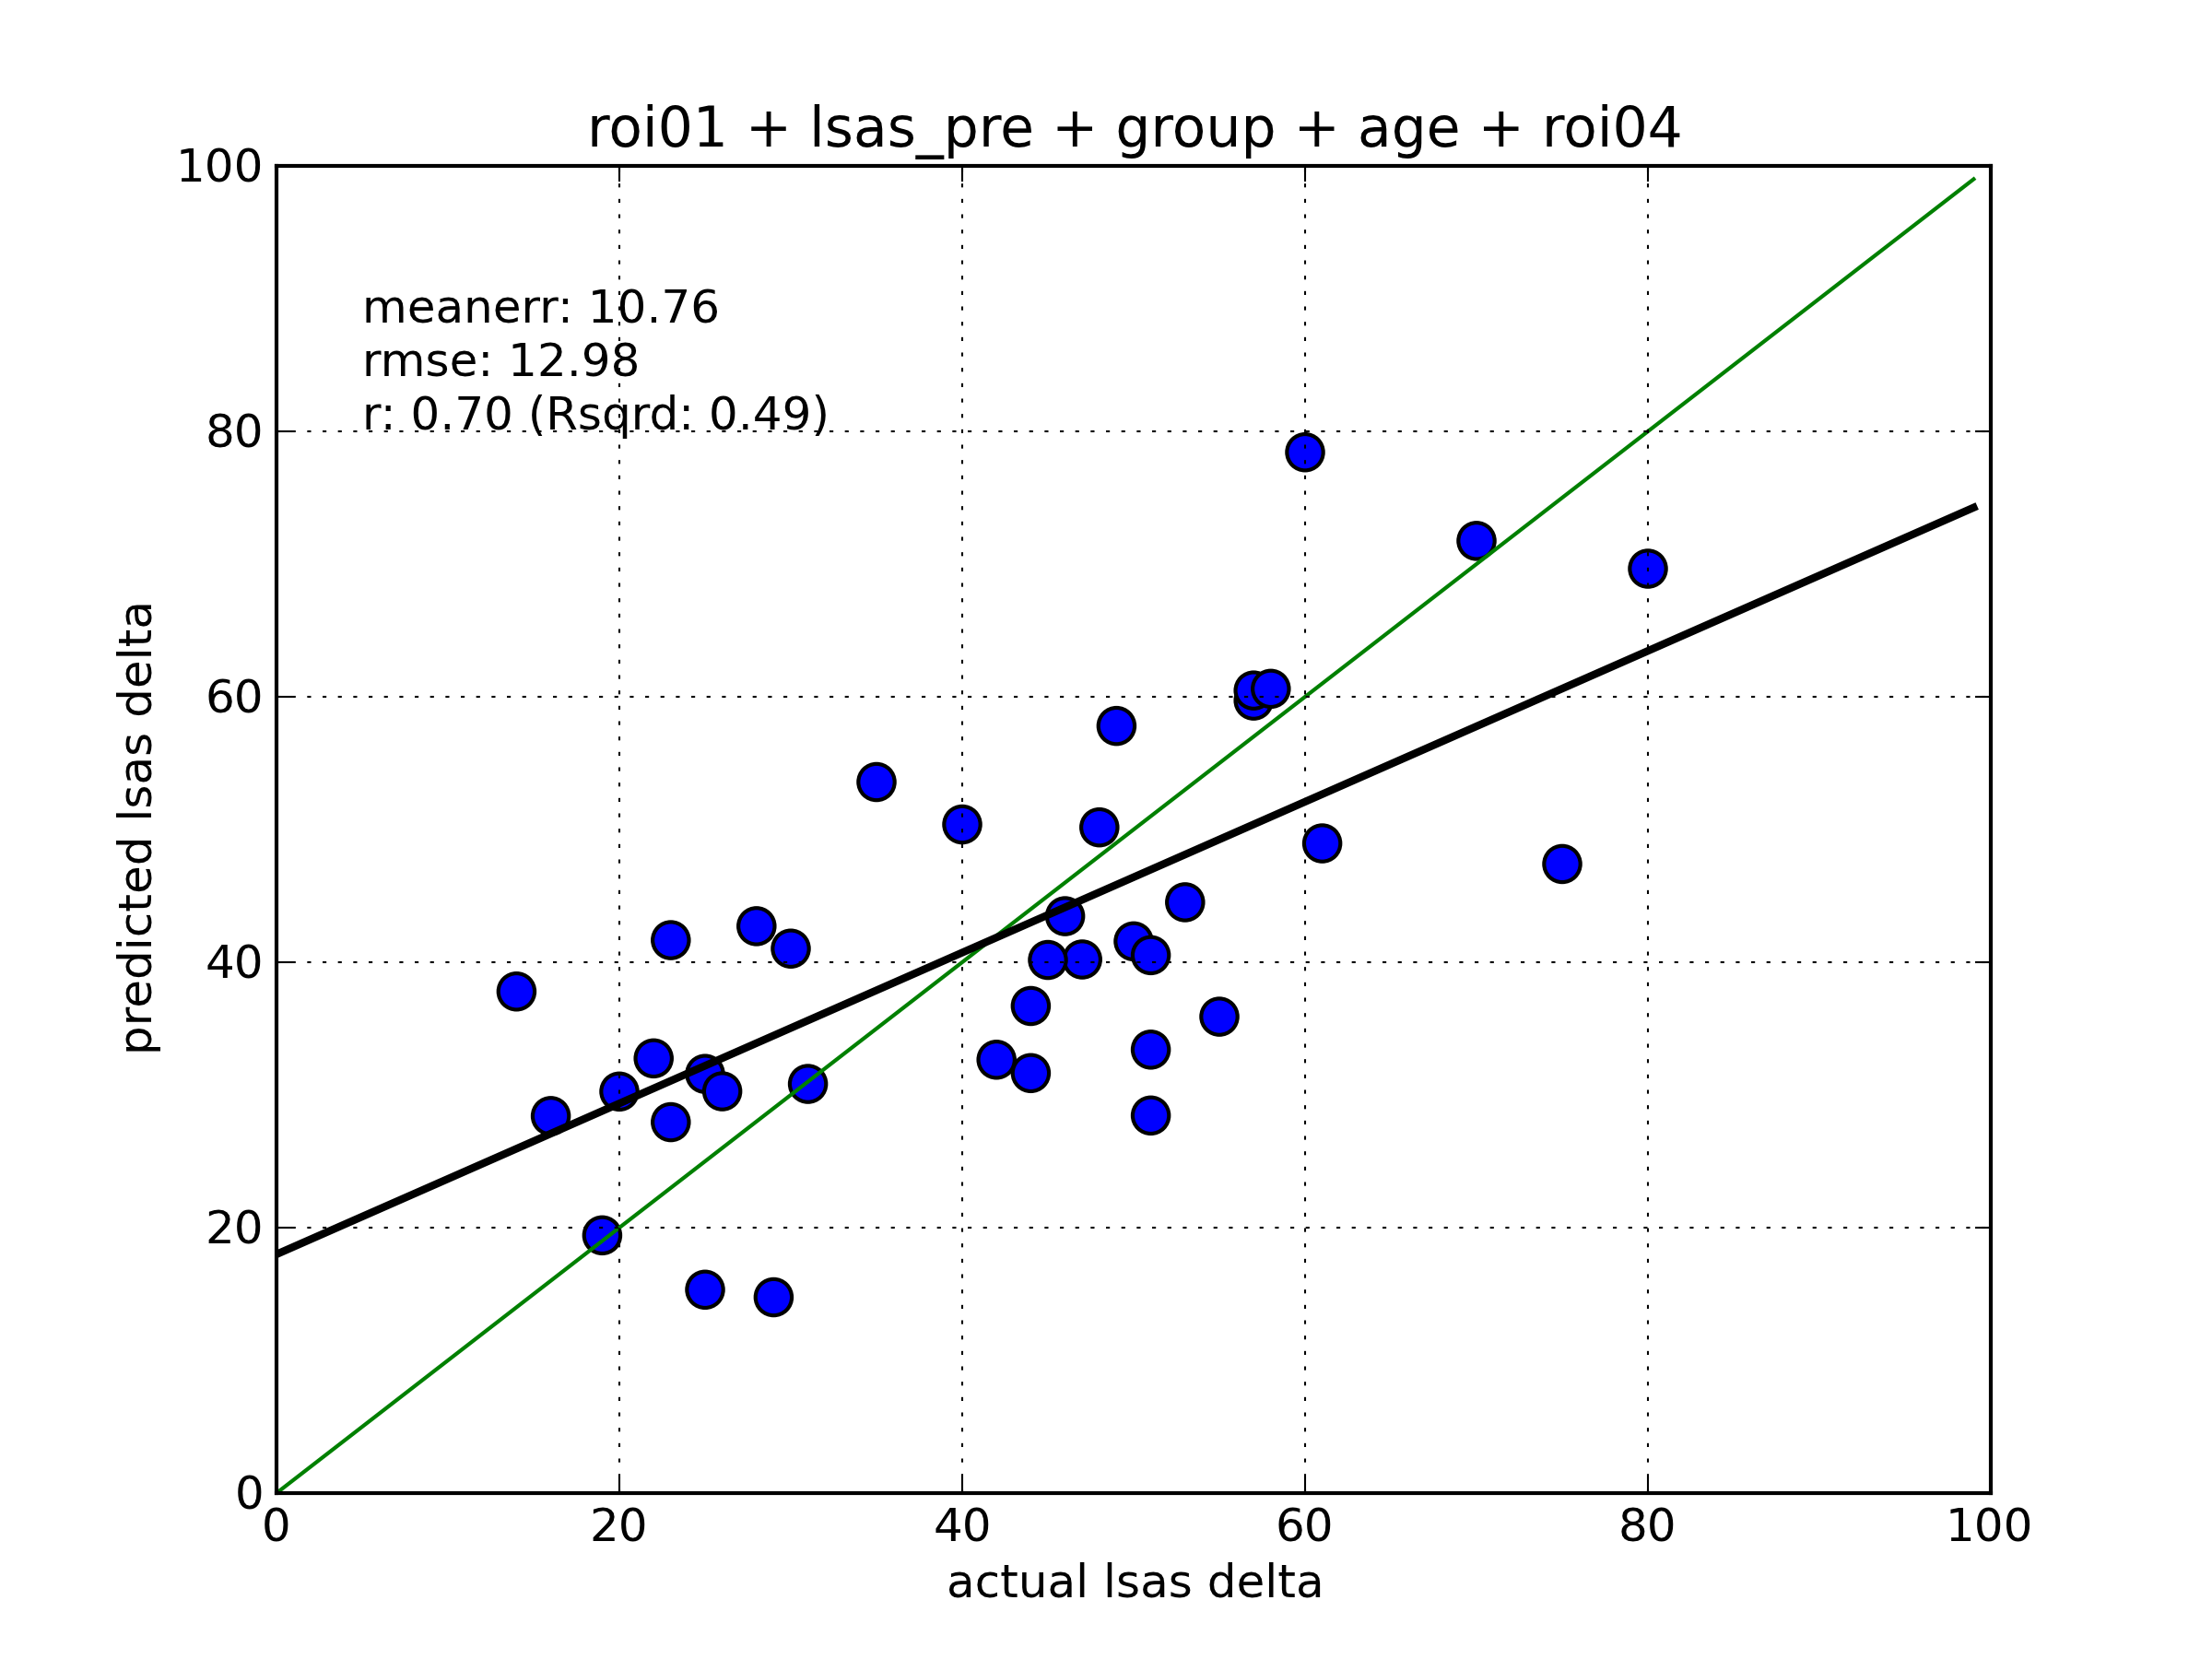 roi01 + lsas_pre + group + age + roi04
100
meanerr: 10.76
rmse: 12.98
r: 0.70 (Rsqrd: 0.49)
80
60
40
20
0
predicted lsas delta
0 20 40 60 80 100
actual lsas delta